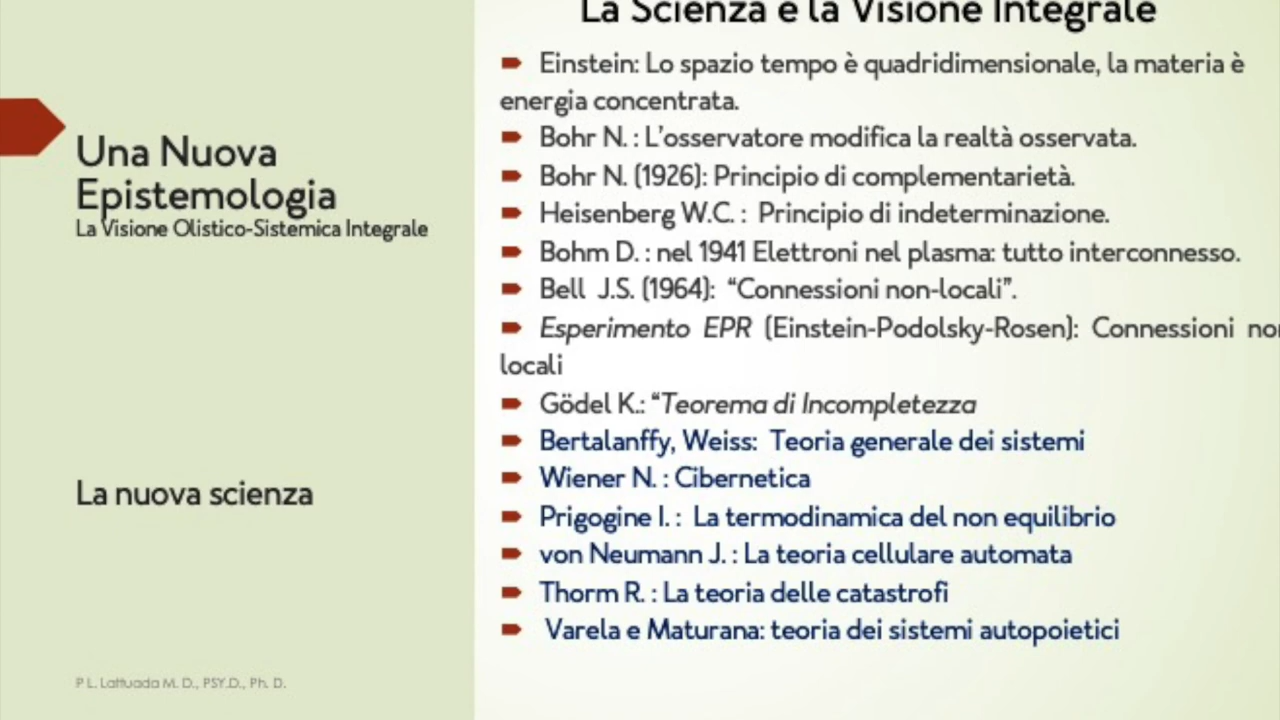 La Scienza e la Visione Integrale
Una Nuova
Epistemologia
La Visione Olistico-Sistemica Integrale
La nuova scienza
P L. Lattuada M. D., PSY.D., Ph. D.
Einstein: Lo spazio tempo è quadridimensionale, la materia è
energia concentrata.
Bohr N. : L'osservatore modifica la realtà osservata.
Bohr N. (1926): Principio di complementarietà.
Heisenberg W.C. : Principio di indeterminazione.
Bohm D. : nel 1941 Elettroni nel plasma: tutto interconnesso.
Bell J.S. (1964): “Connessioni non-locali”.
Esperimento EPR (Einstein-Podolsky-Rosen): Connessioni non
locali
Gödel K.: “Teorema di Incompletezza
Bertalanffy, Weiss: Teoria generale dei sistemi
Wiener N. : Cibernetica
Prigogine I. : La termodinamica del non equilibrio
von Neumann J. : La teoria cellulare automata
Thorm R. : La teoria delle catastrofi
Varela e Maturana: teoria dei sistemi autopoietici